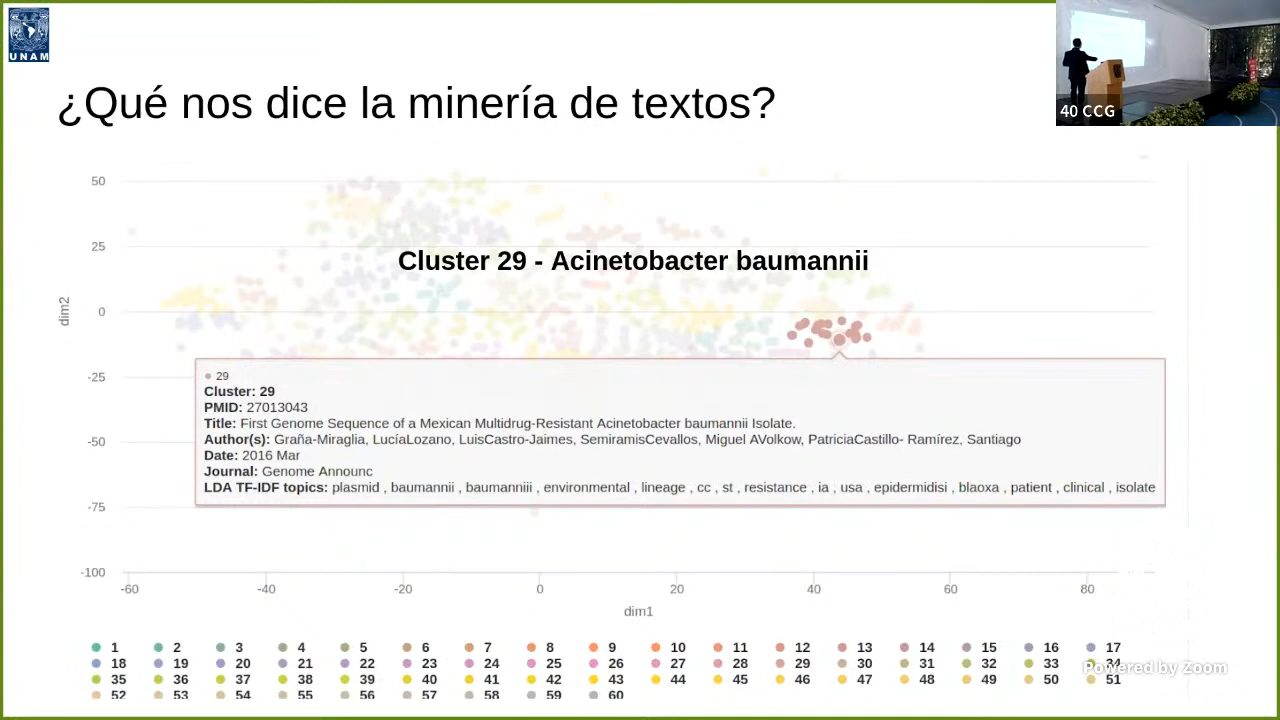 UNAM
¿Qué nos dice la minería de textos?
40 CCG
50
25
0
-25
-50
-75
-100
dim2
Cluster 29 - Acinetobacter baumannii
29
Cluster: 29
PMID: 27013043
Title: First Genome Sequence of a Mexican Multidrug-Resistant Acinetobacter baumannii Isolate.
Author(s): Graña-Miraglia, LucíaLozano, LuisCastro-Jaimes, SemiramisCevallos, Miguel AVolkow, PatriciaCastillo- Ramírez, Santiago
Date: 2016 Mar
Journal: Genome Announc
LDA TF-IDF topics: plasmid , baumannii , baumanniii , environmental , lineage , cc , st , resistance , ia , usa , epidermidisi , blaoxa , patient , clinical , isolate
-60 -40 -20 0 20 40 60 80
dim1
1 2 3 4 5 6 7 8 9 10 11 12 13 14 15 16 17
18 19 20 21 22 23 24 25 26 27 28 29 30 31 32 33 34
35 36 37 38 39 40 41 42 43 44 45 46 47 48 49 50 51
52 53 54 55 56 57 58 59 60
Powered by Zoom